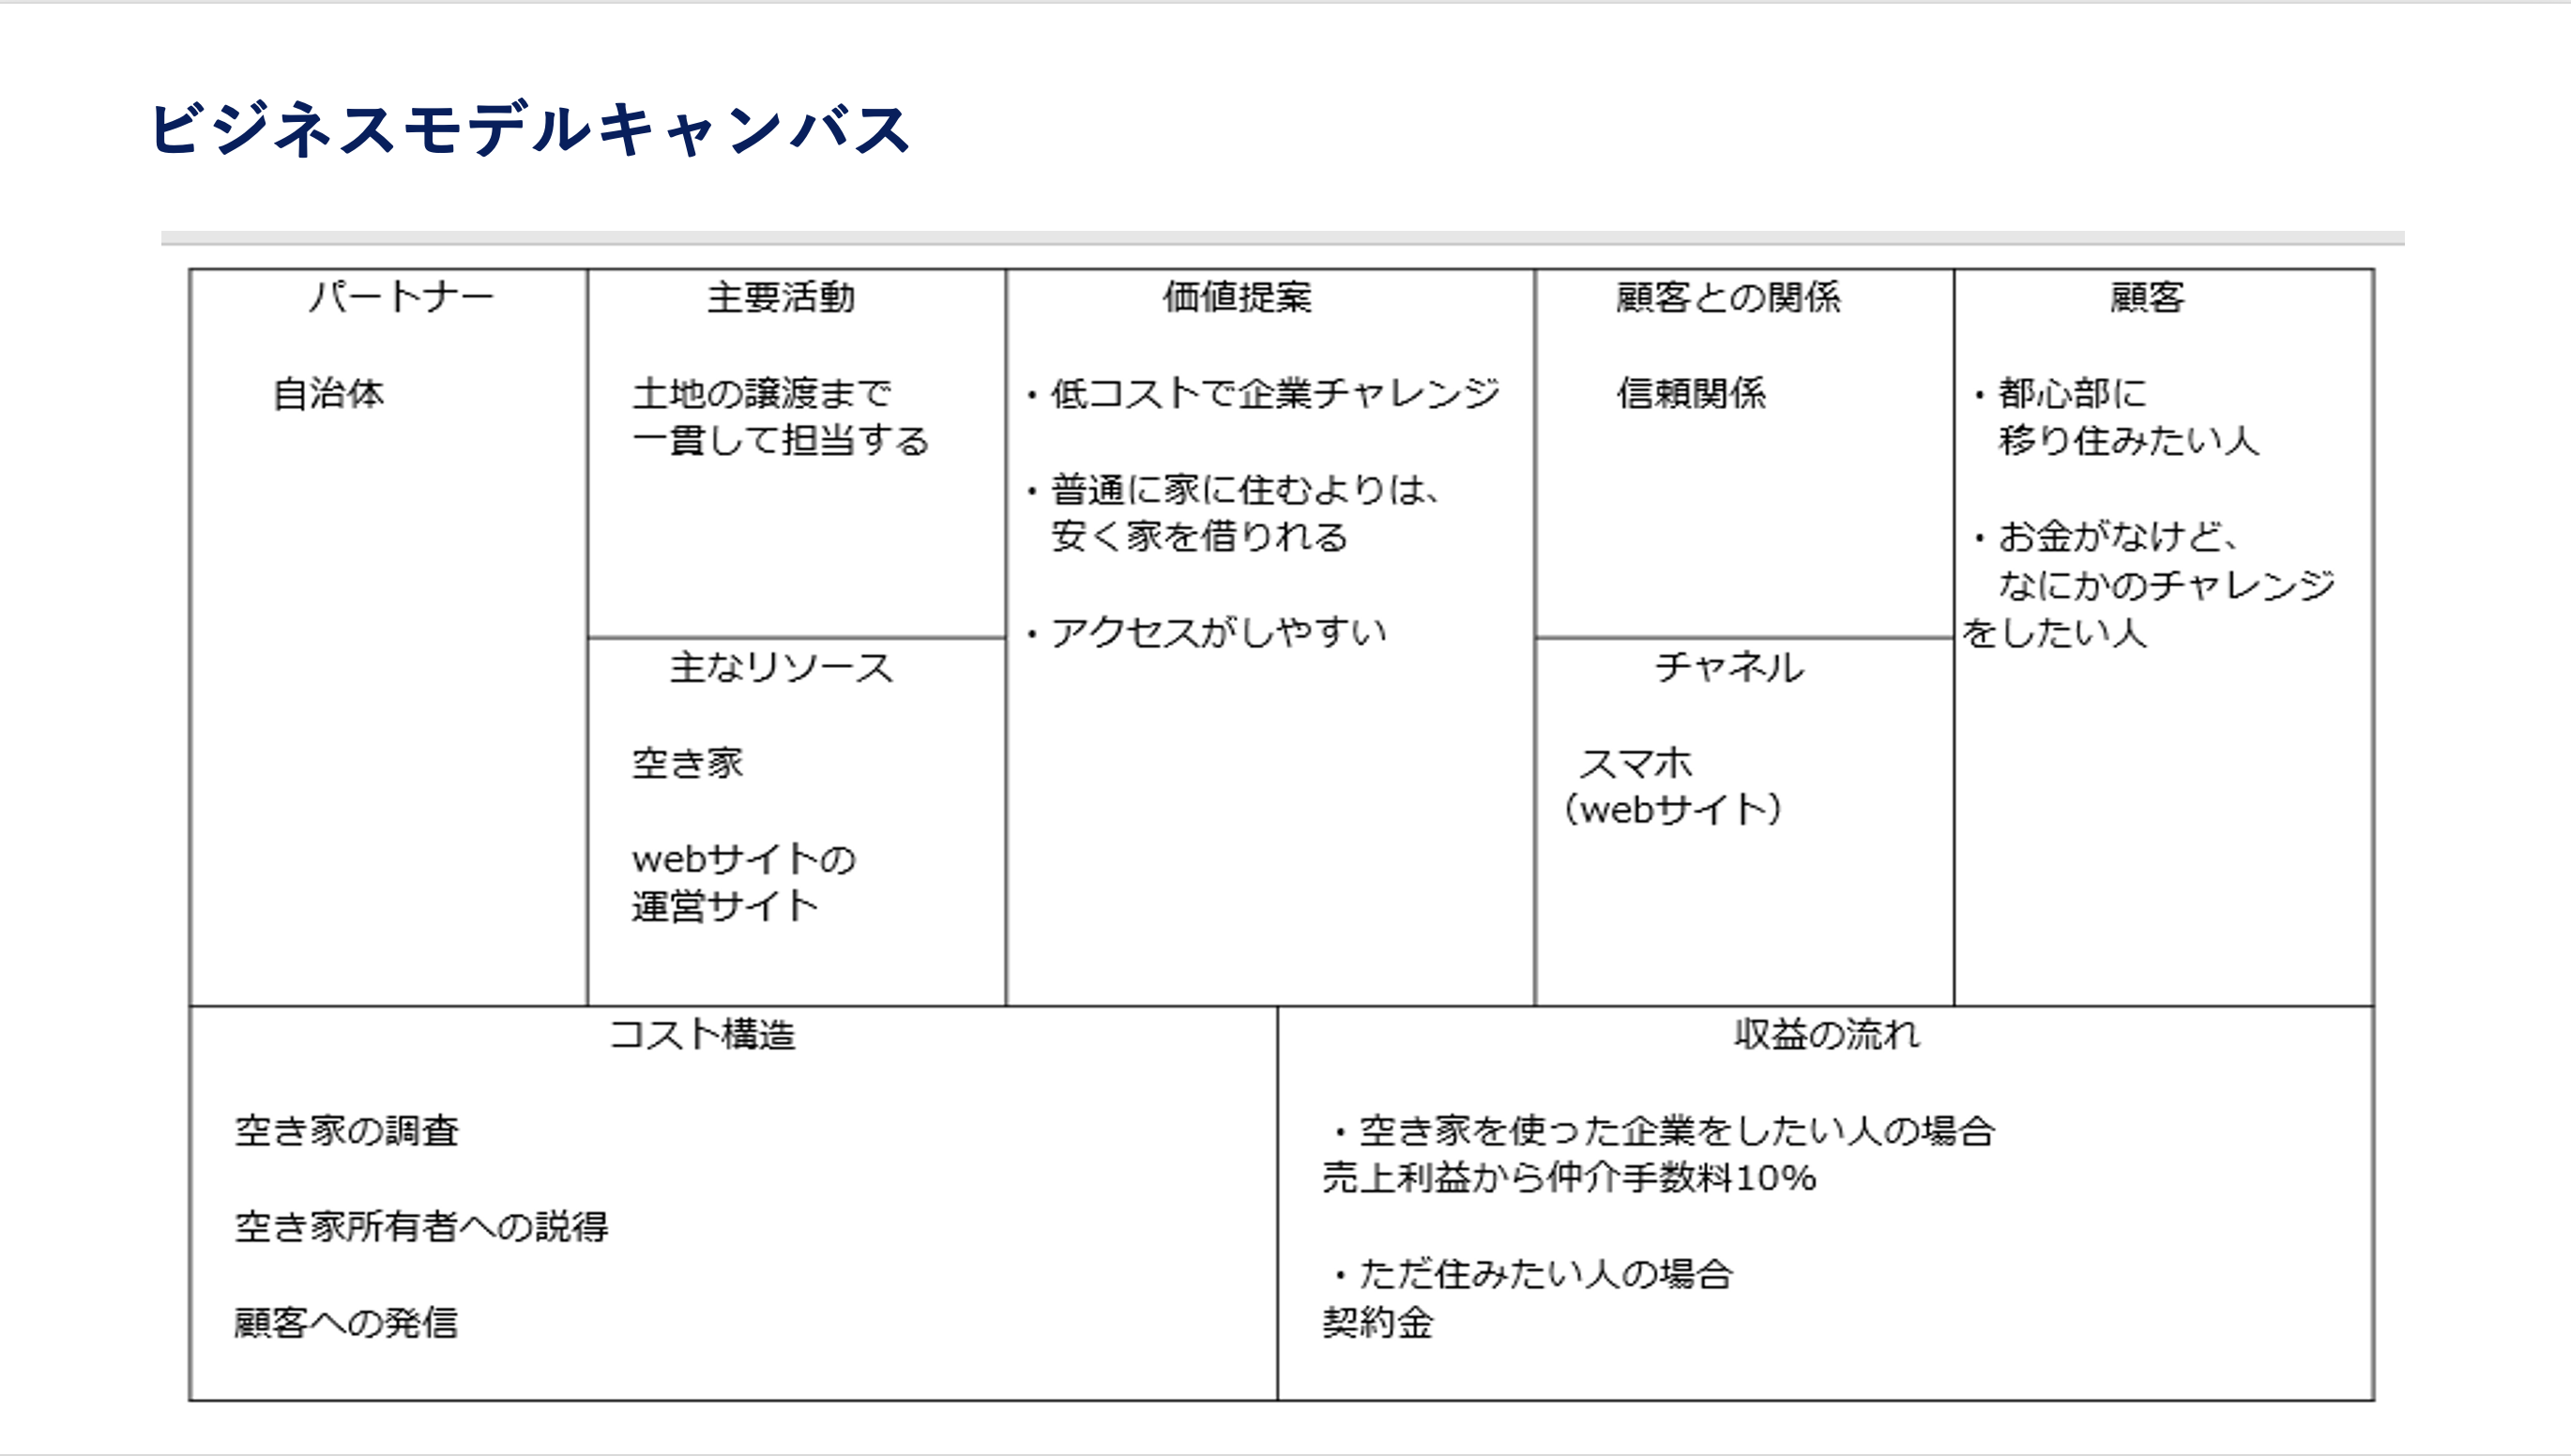 ビジネスモデルキャンバス
パートナー
自治体
主要活動
土地の譲渡まで
一貫して担当する
主なリソース
空き家
webサイトの
運営サイト
価値提案
・低コストで企業チャレンジ
・普通に家に住むよりは、
安く家を借りれる
・アクセスがしやすい
顧客との関係
信頼関係
チャネル
スマホ
（webサイト）
顧客
・都心部に
移り住みたい人
・お金がなけど、
なにかのチャレンジ
をしたい人
コスト構造
空き家の調査
空き家所有者への説得
顧客への発信
収益の流れ
・空き家を使った企業をしたい人の場合
売上利益から仲介手数料10%
・ただ住みたい人の場合
契約金